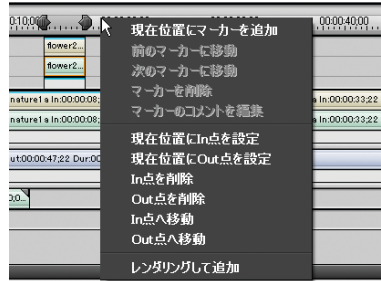 00:00:40;00
現在位置にマーカーを追加
前のマーカーに移動
次のマーカーに移動
マーカーを削除
マーカーのコメントを編集
現在位置にIn点を設定
現在位置にOut点を設定
In点を削除
Out点を削除
In点へ移動
Out点へ移動
レンダリングして追加
flower2...
flower2...
nature1 a In:00:00:08;
a In:00:00:33;22
nature1 a In:00:00:08;
a In:00:00:33;22
ut:00:00:47;22 Dur:00